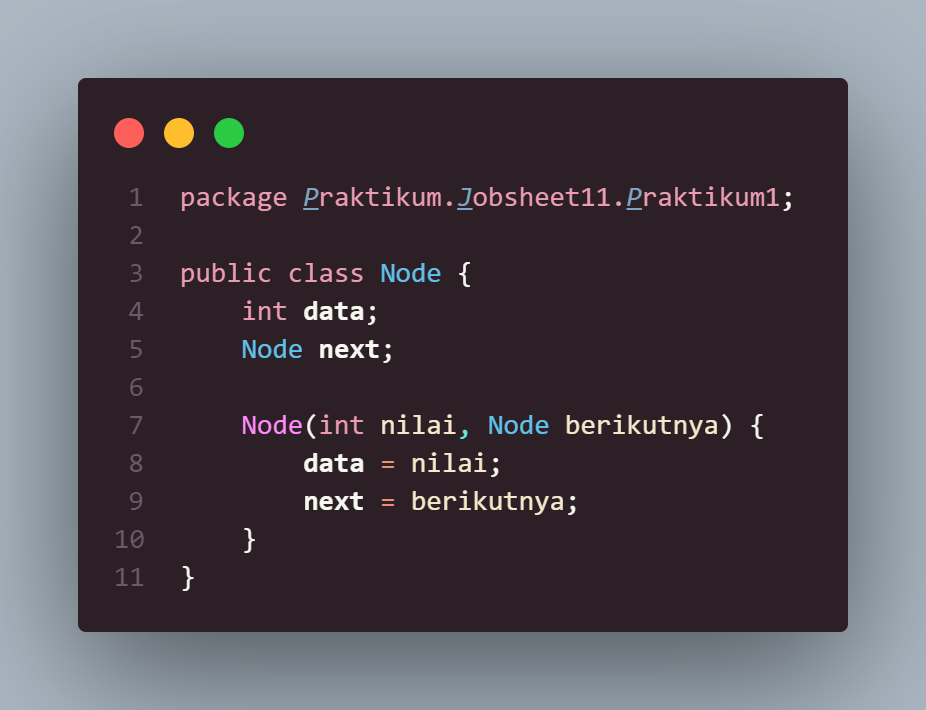 1 package Praktikum.Jobsheet11.Praktikum1;
2
3 public class Node {
4     int data;
5     Node next;
6
7     Node(int nilai, Node berikutnya) {
8         data = nilai;
9         next = berikutnya;
10     }
11 }